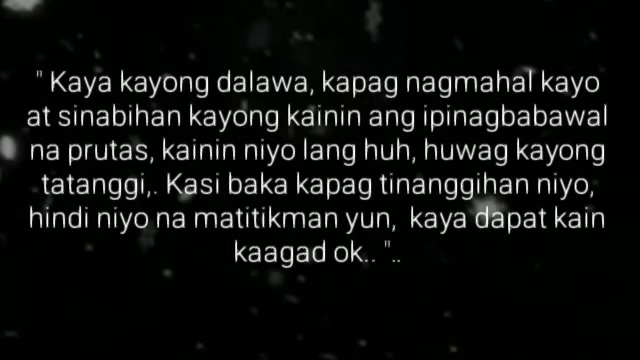 " Kaya kayong dalawa, kapag nagmahal kayo
at sinabihan kayong kainin ang ipinagbabawal
na prutas, kainin niyo lang huh, huwag kayong
tatanggi,. Kasi baka kapag tinanggihan niyo,
hindi niyo na matitikman yun,  kaya dapat kain
kaagad ok.. "..